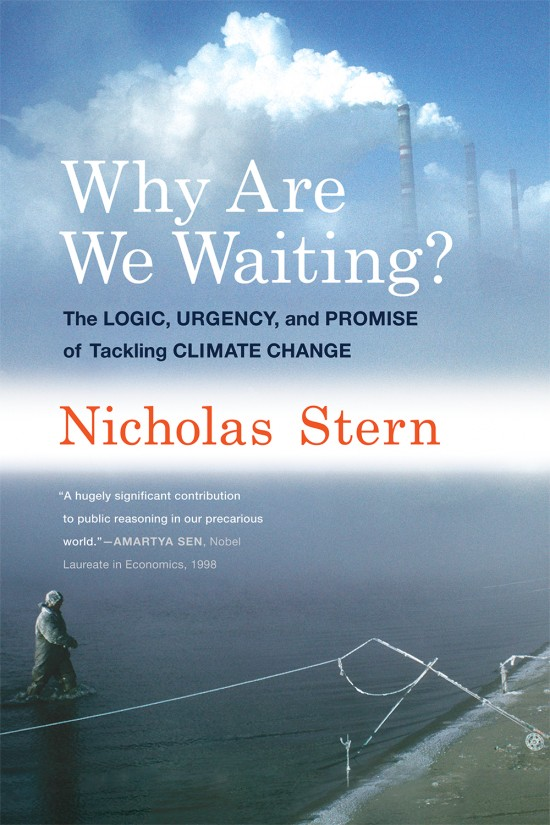 Why Are
We Waiting?
The LOGIC, URGENCY, and PROMISE
of Tackling CLIMATE CHANGE
Nicholas Stern
“A hugely significant contribution
to public reasoning in our precarious
world.”—AMARTYA SEN, Nobel
Laureate in Economics, 1998